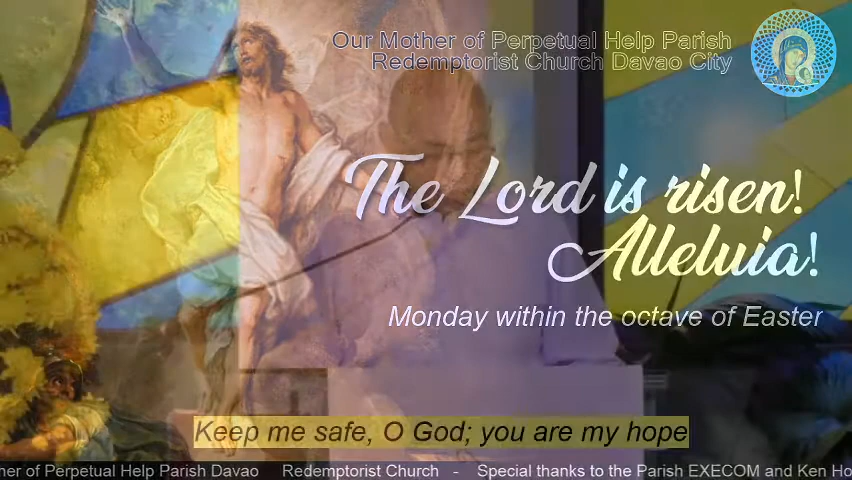 Our Mother of Perpetual Help Parish
Redemptorist Church Davao City
The Lord is risen!
Alleluia!
Monday within the octave of Easter
Keep me safe, O God; you are my hope
her of Perpetual Help Parish Davao Redemptorist Church - Special thanks to the Parish EXECOM and Ken Ho